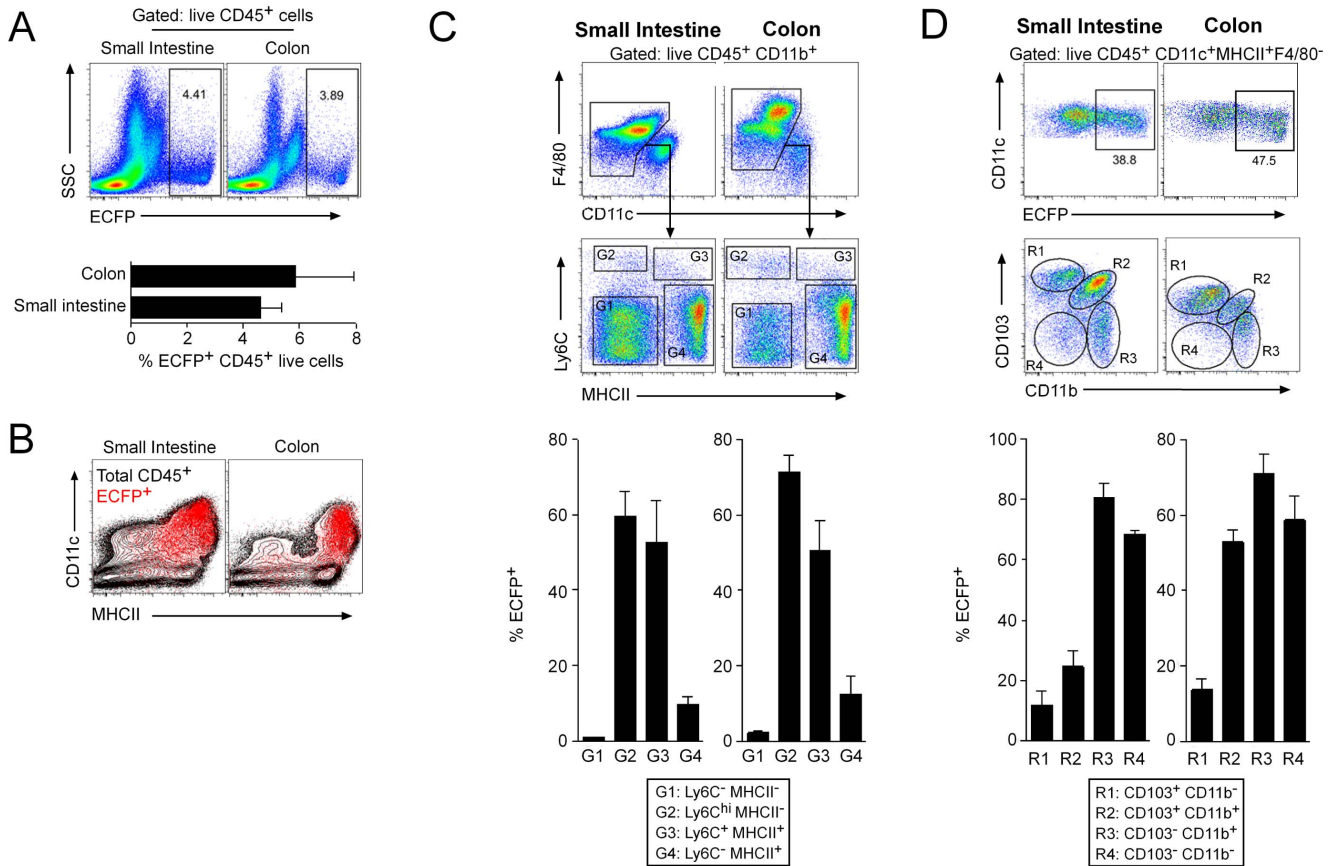 A
Gated: live CD45+ cells
Small Intestine
Colon
4.41
3.89
SSC
ECFP
Colon
Small intestine
0 2 4 6 8
% ECFP+ CD45+ live cells
B
Small Intestine
Colon
Total CD45+
ECFP+
CD11c
MHCII
C
Small Intestine Colon
Gated: live CD45+ CD11b+
F4/80
CD11c
G2 G3
G1
G4
G2 G3
G1
G4
Ly6C
MHCII
80
60
40
20
0
80
60
40
20
0
% ECFP+
G1 G2 G3 G4
G1 G2 G3 G4
G1: Ly6C- MHCII-
G2: Ly6Chi MHCII-
G3: Ly6C+ MHCII+
G4: Ly6C- MHCII+
D
Small Intestine Colon
Gated: live CD45+ CD11c+MHCII+F4/80-
CD11c
38.8
47.5
ECFP
R1
R2
R3
R4
R1
R2
R3
R4
CD103
CD11b
100
80
60
40
20
0
80
60
40
20
0
% ECFP+
R1 R2 R3 R4
R1 R2 R3 R4
R1: CD103+ CD11b-
R2: CD103+ CD11b+
R3: CD103- CD11b+
R4: CD103- CD11b-